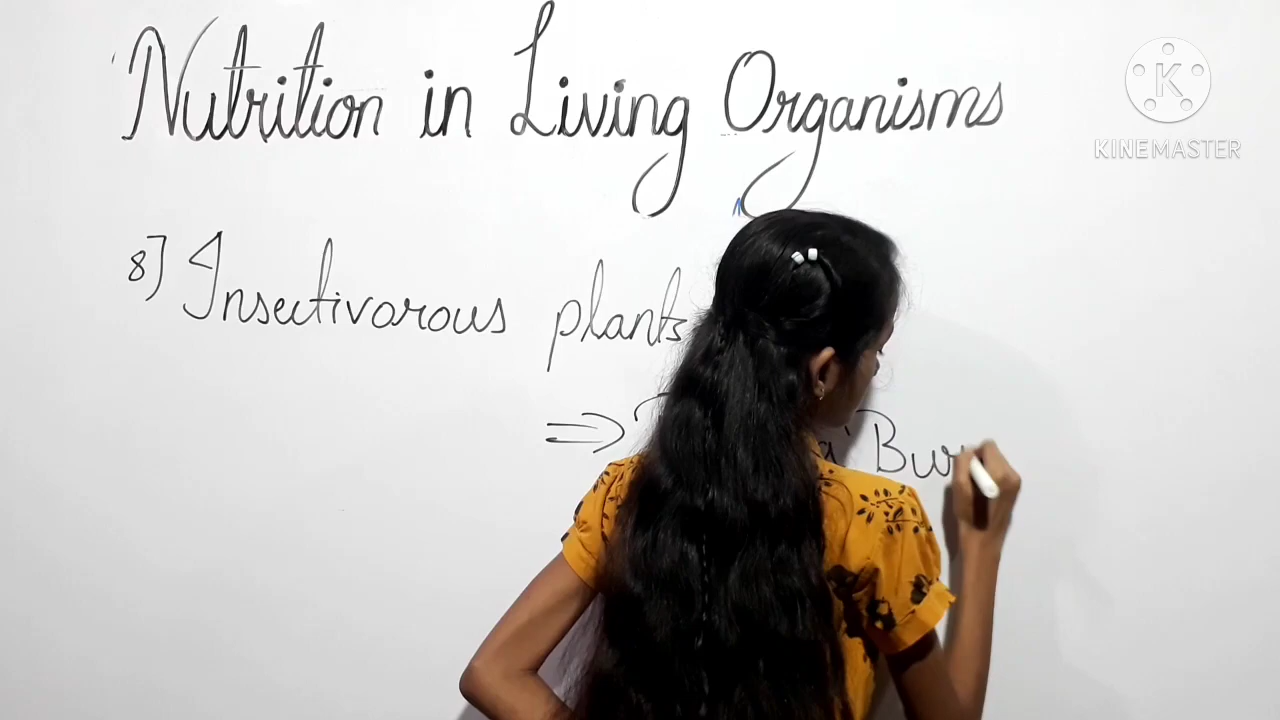 Nutrition in Living Organisms
K
KINEMASTER
8] Insectivorous plants
⇒